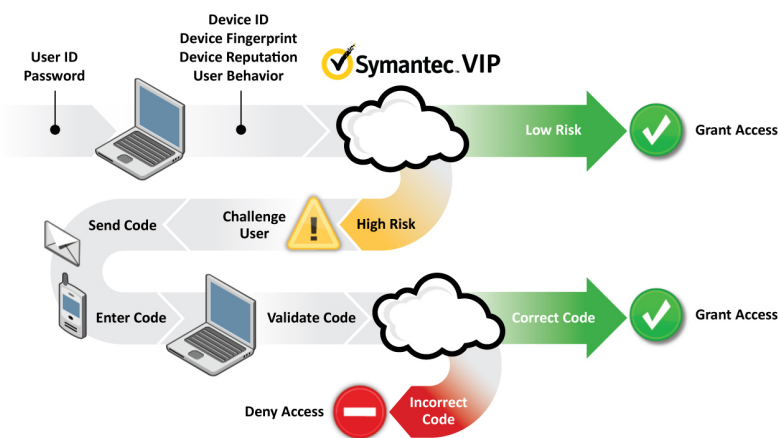 User ID
Password
Device ID
Device Fingerprint
Device Reputation
User Behavior
Symantec. VIP
Low Risk
Grant Access
Send Code
Challenge
User
High Risk
Enter Code
Validate Code
Correct Code
Grant Access
Deny Access
Incorrect
Code